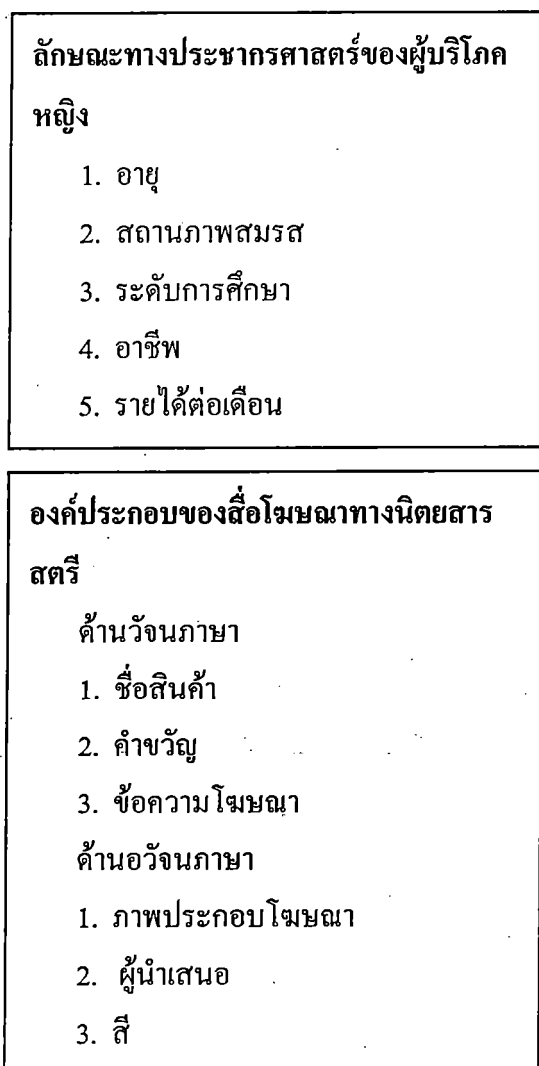 ลักษณะทางประชากรศาสตร์ของผู้บริโภค
หญิง
1. อายุ
2. สถานภาพสมรส
3. ระดับการศึกษา
4. อาชีพ
5. รายได้ต่อเดือน
องค์ประกอบของสื่อโฆษณาทางนิตยสาร
สตรี
ด้านวัจนภาษา
1. ชื่อสินค้า
2. คำขวัญ
3. ข้อความโฆษณา
ด้านอวัจนภาษา
1. ภาพประกอบโฆษณา
2. ผู้นำเสนอ
3. สี